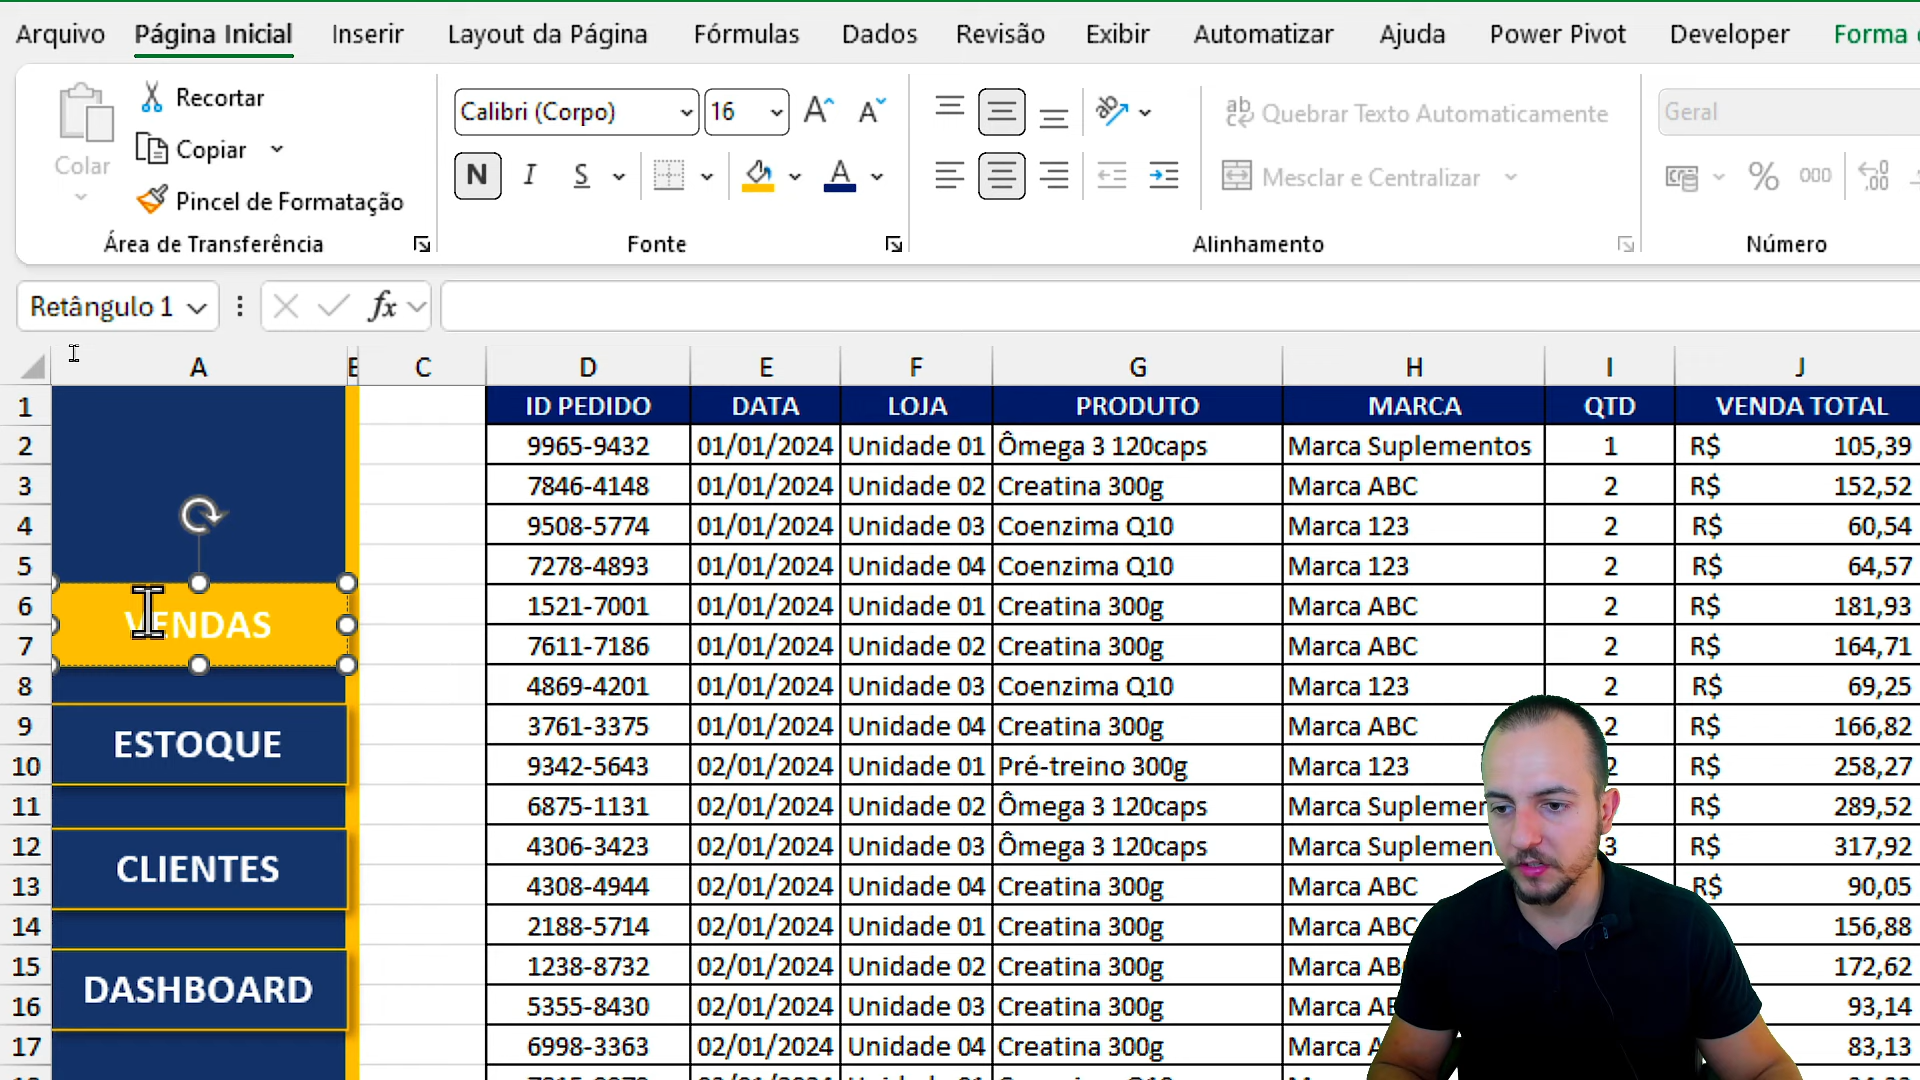 Arquivo Página Inicial Inserir Layout da Página Fórmulas Dados Revisão Exibir Automatizar Ajuda Power Pivot Developer Forma
Colar Recortar
Copiar
Pincel de Formatação
Calibri (Corpo) 16
N I S
Quebrar Texto Automaticamente
Mesclar e Centralizar
Geral
% 000
Área de Transferência Fonte Alinhamento Número
Retângulo 1 fx
A C D E F G H I J
1 ID PEDIDO DATA LOJA PRODUTO MARCA QTD VENDA TOTAL
2 9965-9432 01/01/2024 Unidade 01 Ômega 3 120caps Marca Suplementos 1 R$ 105,39
3 7846-4148 01/01/2024 Unidade 02 Creatina 300g Marca ABC 2 R$ 152,52
4 9508-5774 01/01/2024 Unidade 03 Coenzima Q10 Marca 123 2 R$ 60,54
5 7278-4893 01/01/2024 Unidade 04 Coenzima Q10 Marca 123 2 R$ 64,57
6 1521-7001 01/01/2024 Unidade 01 Creatina 300g Marca ABC 2 R$ 181,93
VENDAS
7 7611-7186 01/01/2024 Unidade 02 Creatina 300g Marca ABC 2 R$ 164,71
8 4869-4201 01/01/2024 Unidade 03 Coenzima Q10 Marca 123 2 R$ 69,25
9 3761-3375 01/01/2024 Unidade 04 Creatina 300g Marca ABC 2 R$ 166,82
ESTOQUE
10 9342-5643 02/01/2024 Unidade 01 Pré-treino 300g Marca 123 2 R$ 258,27
11 6875-1131 02/01/2024 Unidade 02 Ômega 3 120caps Marca Suplemen R$ 289,52
12 4306-3423 02/01/2024 Unidade 03 Ômega 3 120caps Marca Suplemen 3 R$ 317,92
CLIENTES
13 4308-4944 02/01/2024 Unidade 04 Creatina 300g Marca ABC R$ 90,05
14 2188-5714 02/01/2024 Unidade 01 Creatina 300g Marca ABC 156,88
15 1238-8732 02/01/2024 Unidade 02 Creatina 300g Marca AB 172,62
DASHBOARD
16 5355-8430 02/01/2024 Unidade 03 Creatina 300g Marca 93,14
17 6998-3363 02/01/2024 Unidade 04 Creatina 300g Marca 83,13